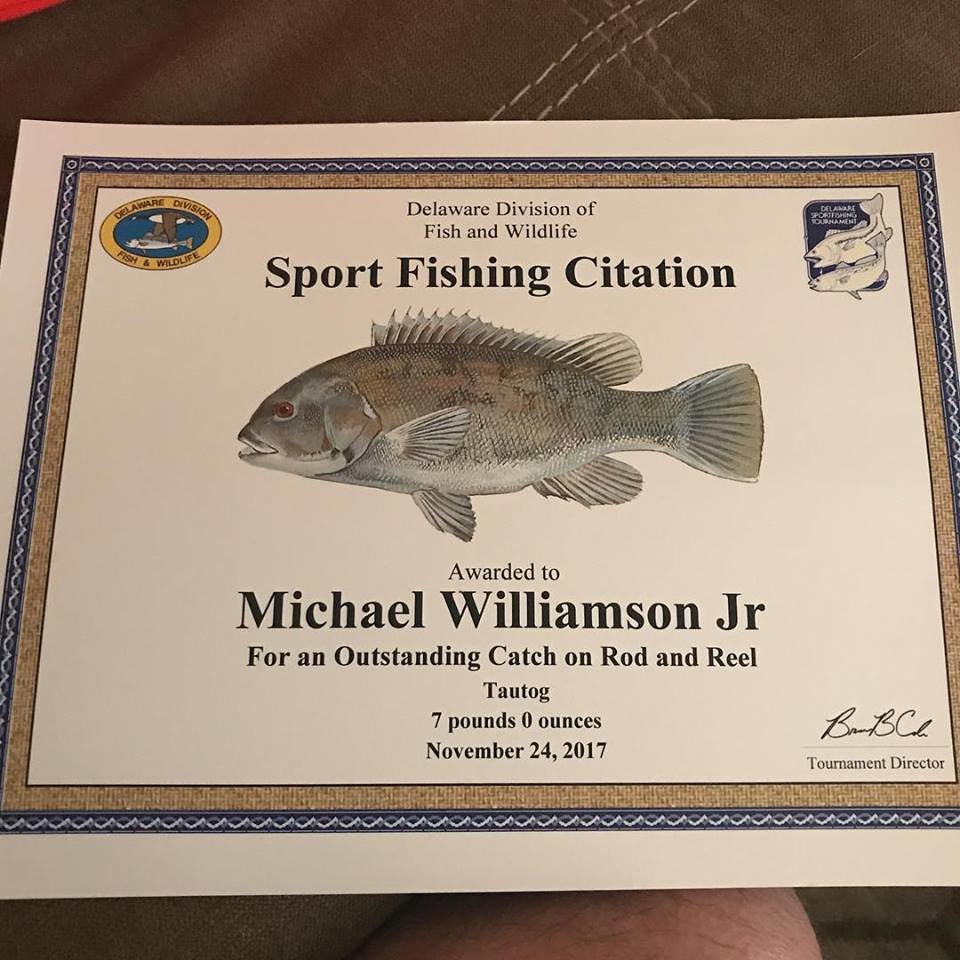 DELAWARE DIVISION
FISH & WILDLIFE
Delaware Division of
Fish and Wildlife
DELAWARE
SPORTFISHING
TOURNAMENT
Sport Fishing Citation
Awarded to
Michael Williamson Jr
For an Outstanding Catch on Rod and Reel
Tautog
7 pounds 0 ounces
November 24, 2017
Tournament Director